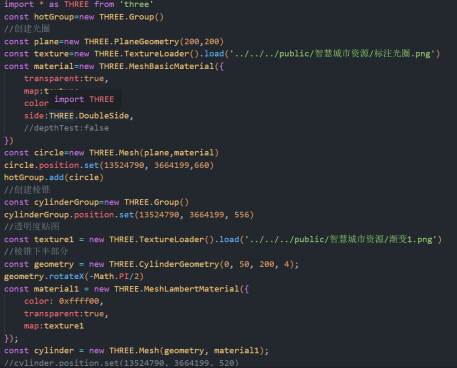 import * as THREE from 'three'
const hotGroup=new THREE.Group()
//创建光圈
const plane=new THREE.PlaneGeometry(200,200)
const texture=new THREE.TextureLoader().load('../../../public/智慧城市资源/标注光圈.png')
const material=new THREE.MeshBasicMaterial({
transparent:true,
map:
import THREE
color
side:THREE.DoubleSide,
//depthTest:false
})
const circle=new THREE.Mesh(plane,material)
circle.position.set(13524790, 3664199,660)
hotGroup.add(circle)
//创建棱锥
const cylinderGroup=new THREE.Group()
cylinderGroup.position.set(13524790, 3664199, 556)
//透明度贴图
const texture1 = new THREE.TextureLoader().load('../../../public/智慧城市资源/渐变1.png')
//棱锥下半部分
const geometry = new THREE.CylinderGeometry(0, 50, 200, 4);
geometry.rotateX(-Math.PI/2)
const material1 = new THREE.MeshLambertMaterial({
color: 0xffff00,
transparent:true,
map:texture1
});
const cylinder = new THREE.Mesh(geometry, material1);
//cylinder.position.set(13524790, 3664199, 520)